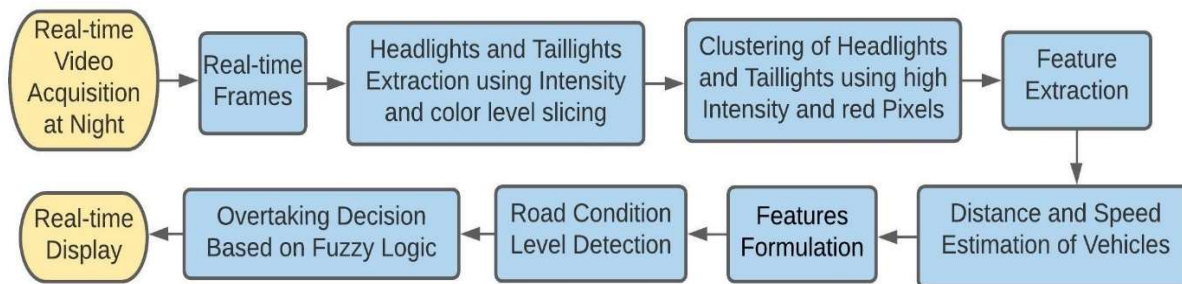 Real-time
Video
Acquisition
at Night
Real-time
Frames
Headlights and Taillights
Extraction using Intensity
and color level slicing
Clustering of Headlights
and Taillights using high
Intensity and red Pixels
Feature
Extraction
Distance and Speed
Estimation of Vehicles
Features
Formulation
Road Condition
Level Detection
Overtaking Decision
Based on Fuzzy Logic
Real-time
Display